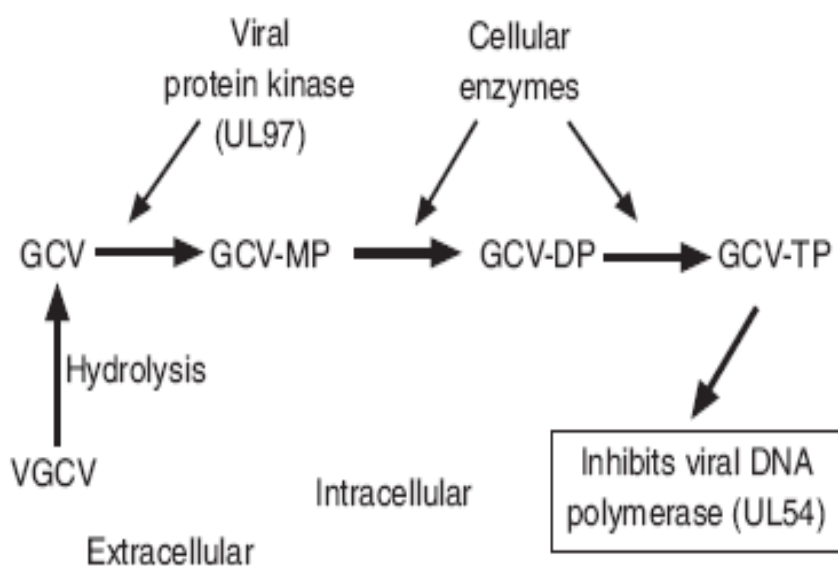 Viral
protein kinase
(UL97)
Cellular
enzymes
GCV
GCV-MP
GCV-DP
GCV-TP
Hydrolysis
VGCV
Intracellular
Extracellular
Inhibits viral DNA
polymerase (UL54)